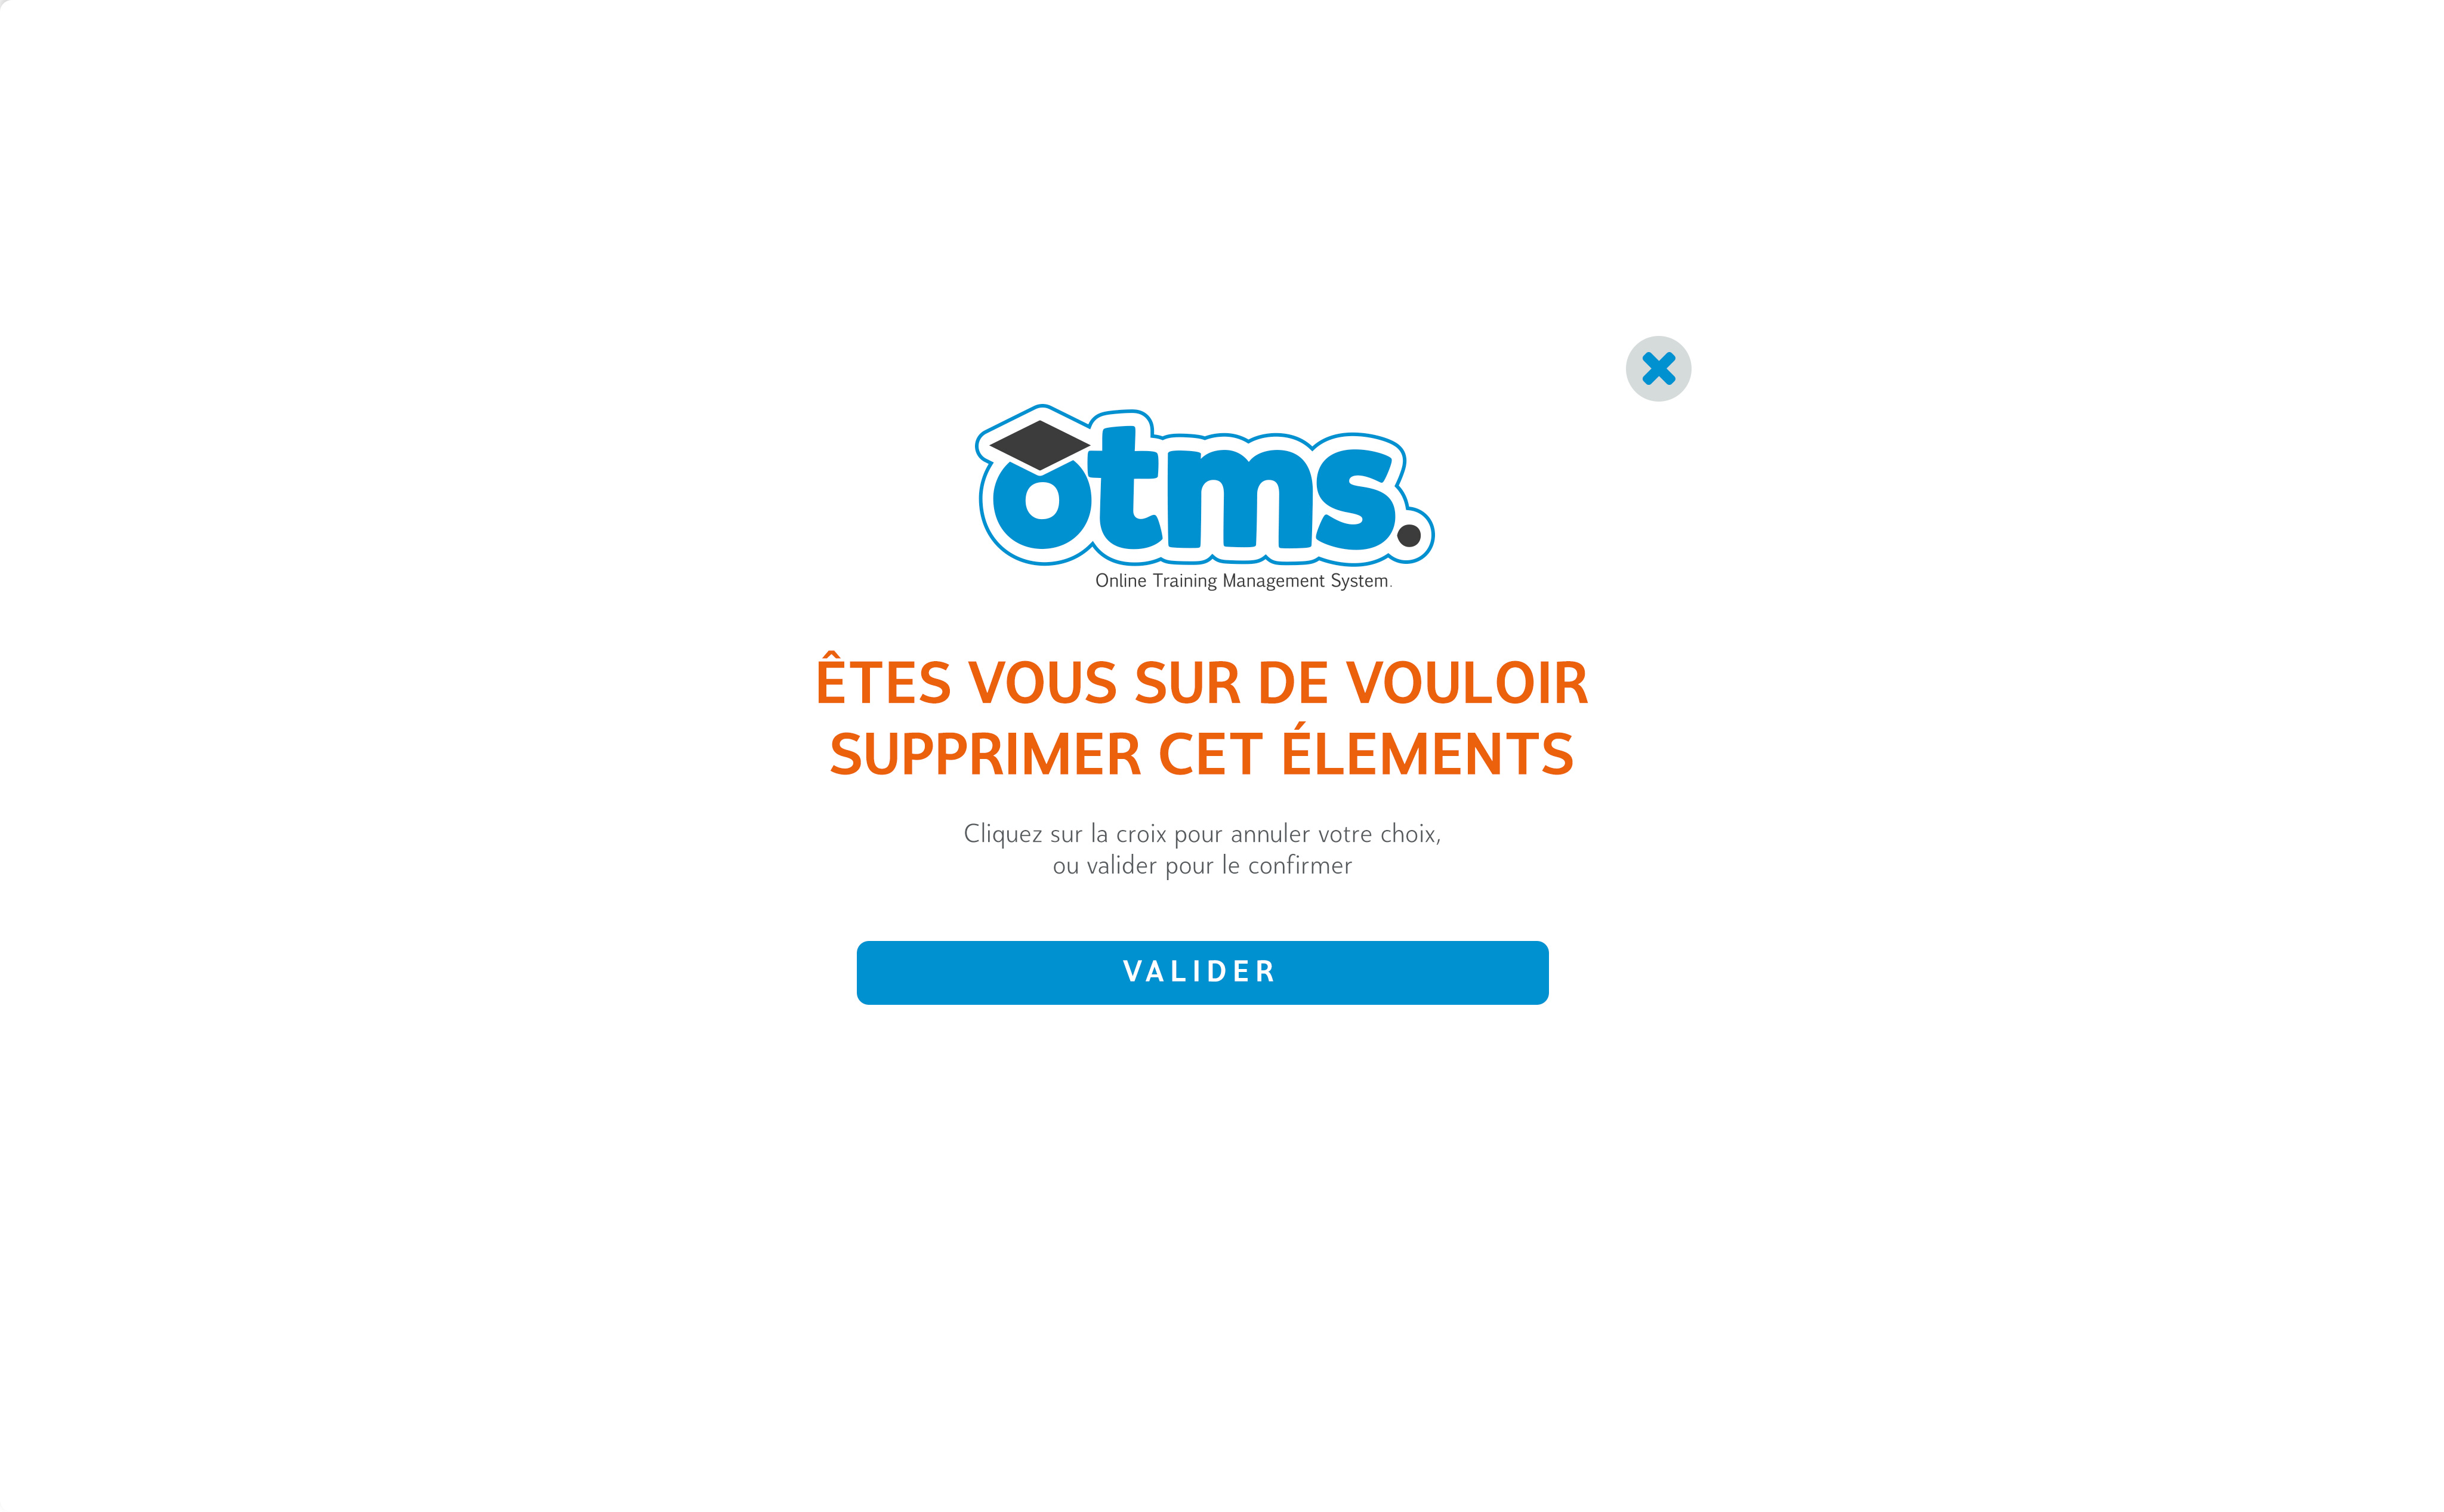 otms.
Online Training Management System.
ÊTES VOUS SUR DE VOULOIR
SUPPRIMER CET ÉLEMENTS
Cliquez sur la croix pour annuler votre choix,
ou valider pour le confirmer
VALIDER